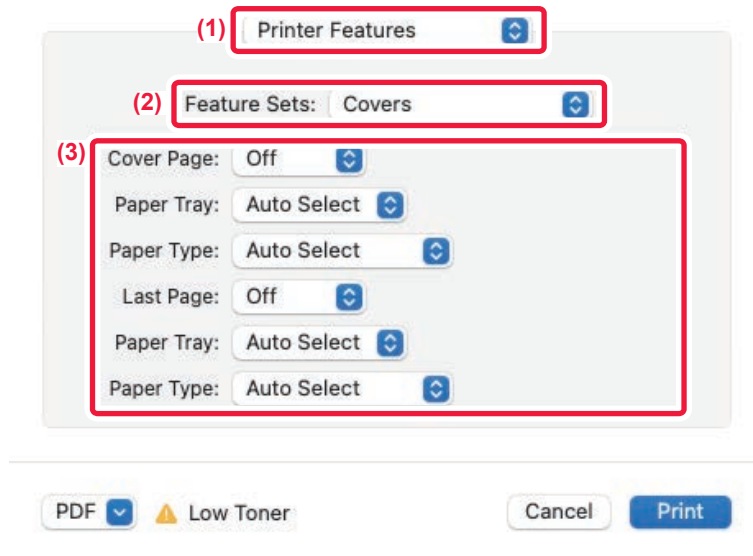 (1) Printer Features
(2) Feature Sets: Covers
(3) Cover Page: Off
Paper Tray: Auto Select
Paper Type: Auto Select
Last Page: Off
Paper Tray: Auto Select
Paper Type: Auto Select
PDF Low Toner Cancel Print